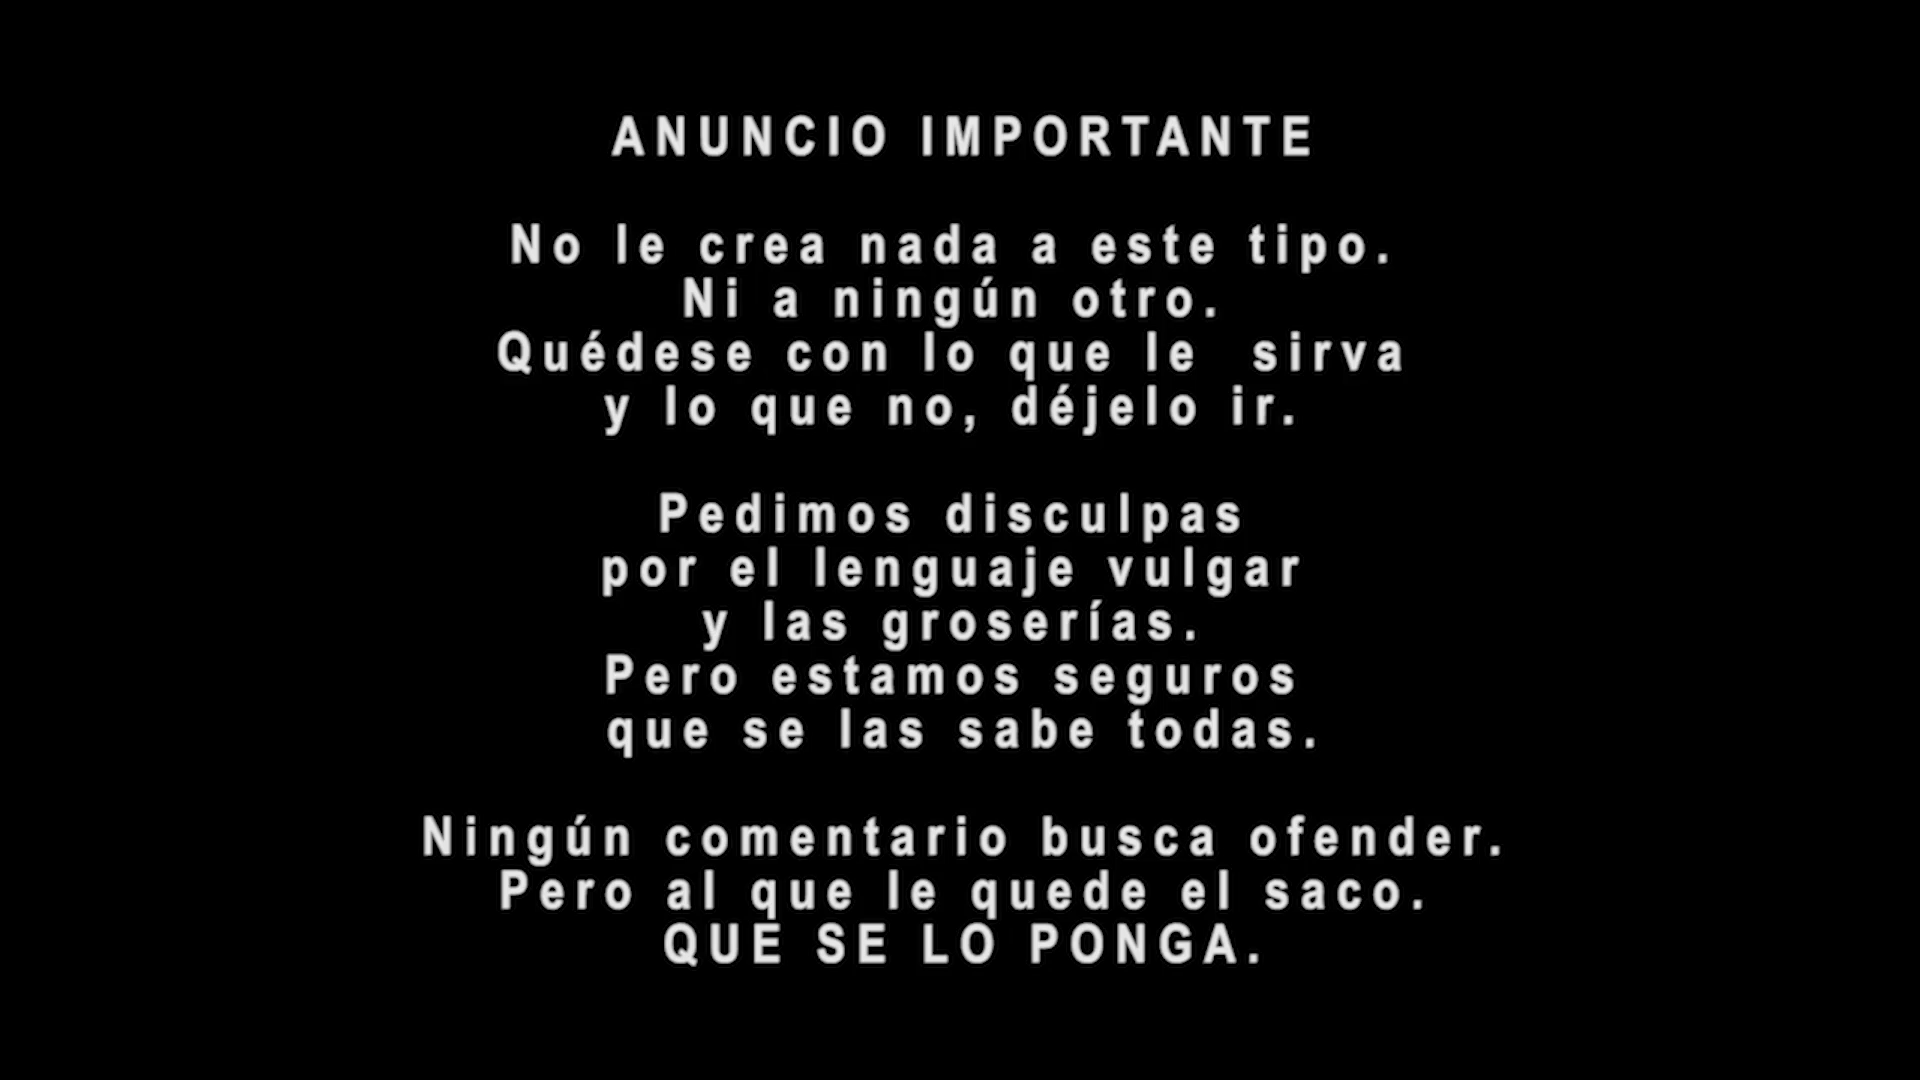 ANUNCIO IMPORTANTE
No le crea nada a este tipo.
Ni a ningún otro.
Quédese con lo que le sirva
y lo que no, déjelo ir.
Pedimos disculpas
por el lenguaje vulgar
y las groserías.
Pero estamos seguros
que se las sabe todas.
Ningún comentario busca ofender.
Pero al que le quede el saco.
QUE SE LO PONGA.